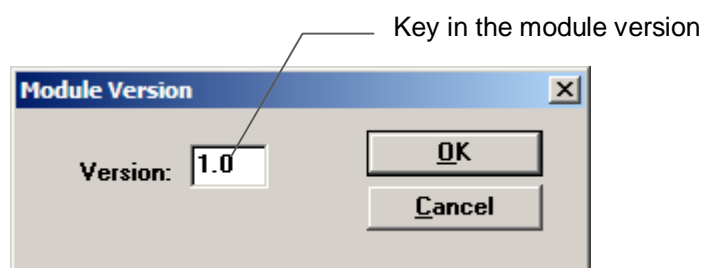 Key in the module version
Module Version
Version: 1.0
OK
Cancel